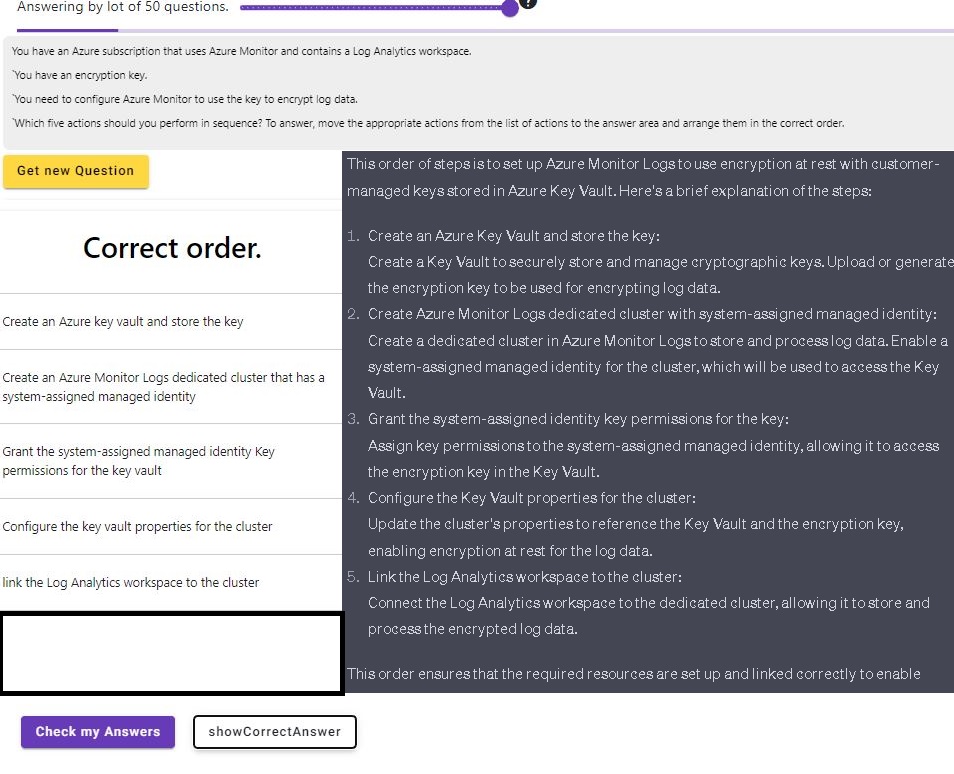 Answering by lot of 50 questions.
?
You have an Azure subscription that uses Azure Monitor and contains a Log Analytics workspace.
`You have an encryption key.
`You need to configure Azure Monitor to use the key to encrypt log data.
`Which five actions should you perform in sequence? To answer, move the appropriate actions from the list of actions to the answer area and arrange them in the correct order.
Get new Question
Correct order.
Create an Azure key vault and store the key
Create an Azure Monitor Logs dedicated cluster that has a
system-assigned managed identity
Grant the system-assigned managed identity Key
permissions for the key vault
Configure the key vault properties for the cluster
link the Log Analytics workspace to the cluster
This order of steps is to set up Azure Monitor Logs to use encryption at rest with customer-
managed keys stored in Azure Key Vault. Here's a brief explanation of the steps:
1. Create an Azure Key Vault and store the key:
Create a Key Vault to securely store and manage cryptographic keys. Upload or generate
the encryption key to be used for encrypting log data.
2. Create Azure Monitor Logs dedicated cluster with system-assigned managed identity:
Create a dedicated cluster in Azure Monitor Logs to store and process log data. Enable a
system-assigned managed identity for the cluster, which will be used to access the Key
Vault.
3. Grant the system-assigned identity key permissions for the key:
Assign key permissions to the system-assigned managed identity, allowing it to access
the encryption key in the Key Vault.
4. Configure the Key Vault properties for the cluster:
Update the cluster's properties to reference the Key Vault and the encryption key,
enabling encryption at rest for the log data.
5. Link the Log Analytics workspace to the cluster:
Connect the Log Analytics workspace to the dedicated cluster, allowing it to store and
process the encrypted log data.
This order ensures that the required resources are set up and linked correctly to enable
Check my Answers
showCorrectAnswer